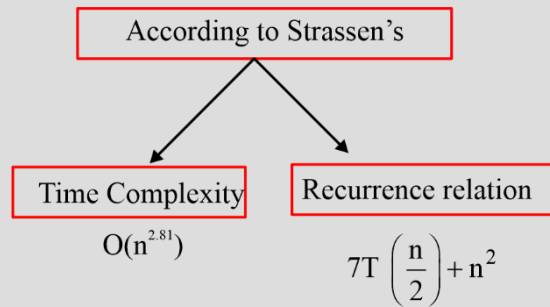 According to Strassen's
Time Complexity
Recurrence relation
O(n^2.81)
7T (n/2) + n^2